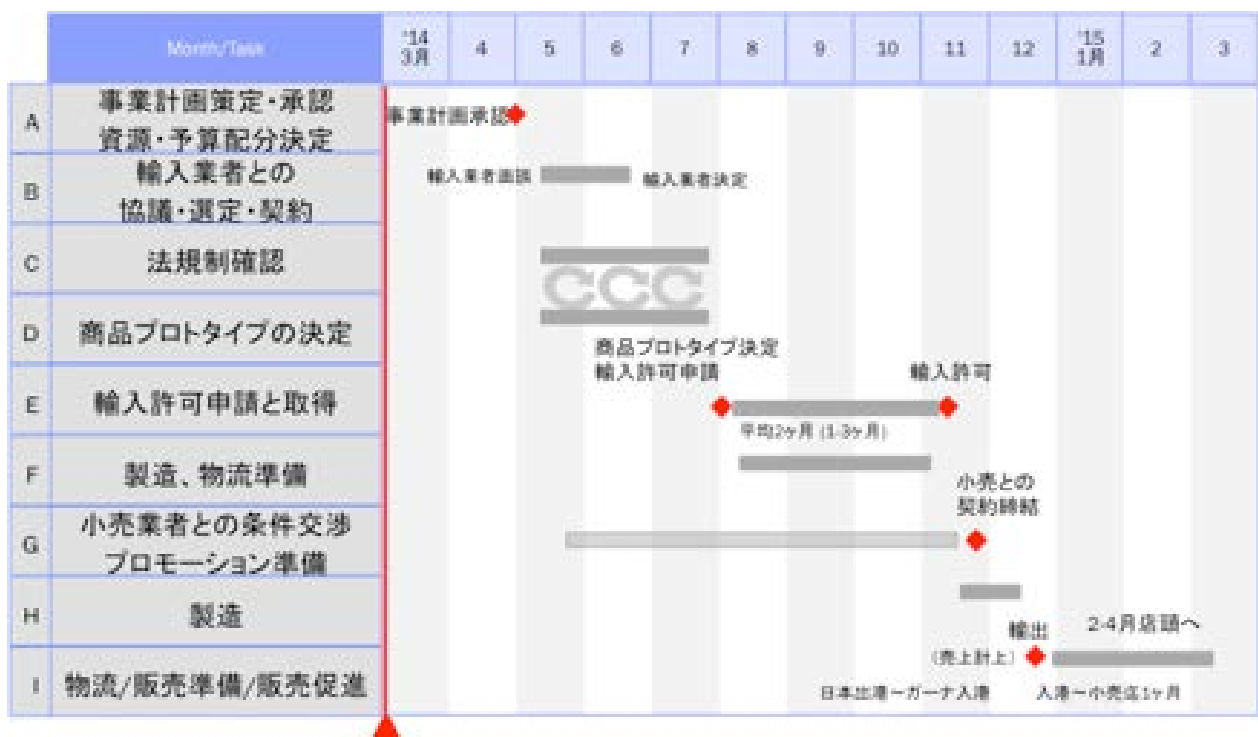 Month/Task
'14
3月
4
5
6
7
8
9
10
11
12
'15
1月
2
3
A
事業計画策定・承認
資源・予算配分決定
事業計画承認
B
輸入業者との
協議・選定・契約
輸入業者面談
輸入業者決定
C
法規制確認
D
商品プロトタイプの決定
商品プロトタイプ決定
輸入許可申請
輸入許可
E
輸入許可申請と取得
平均2ヶ月 (1-3ヶ月)
F
製造、物流準備
小売との
契約締結
G
小売業者との条件交渉
プロモーション準備
H
製造
輸出
2-4月店頭へ
(売上計上)
I
物流/販売準備/販売促進
日本出港ーガーナ入港
入港ー小売店1ヶ月